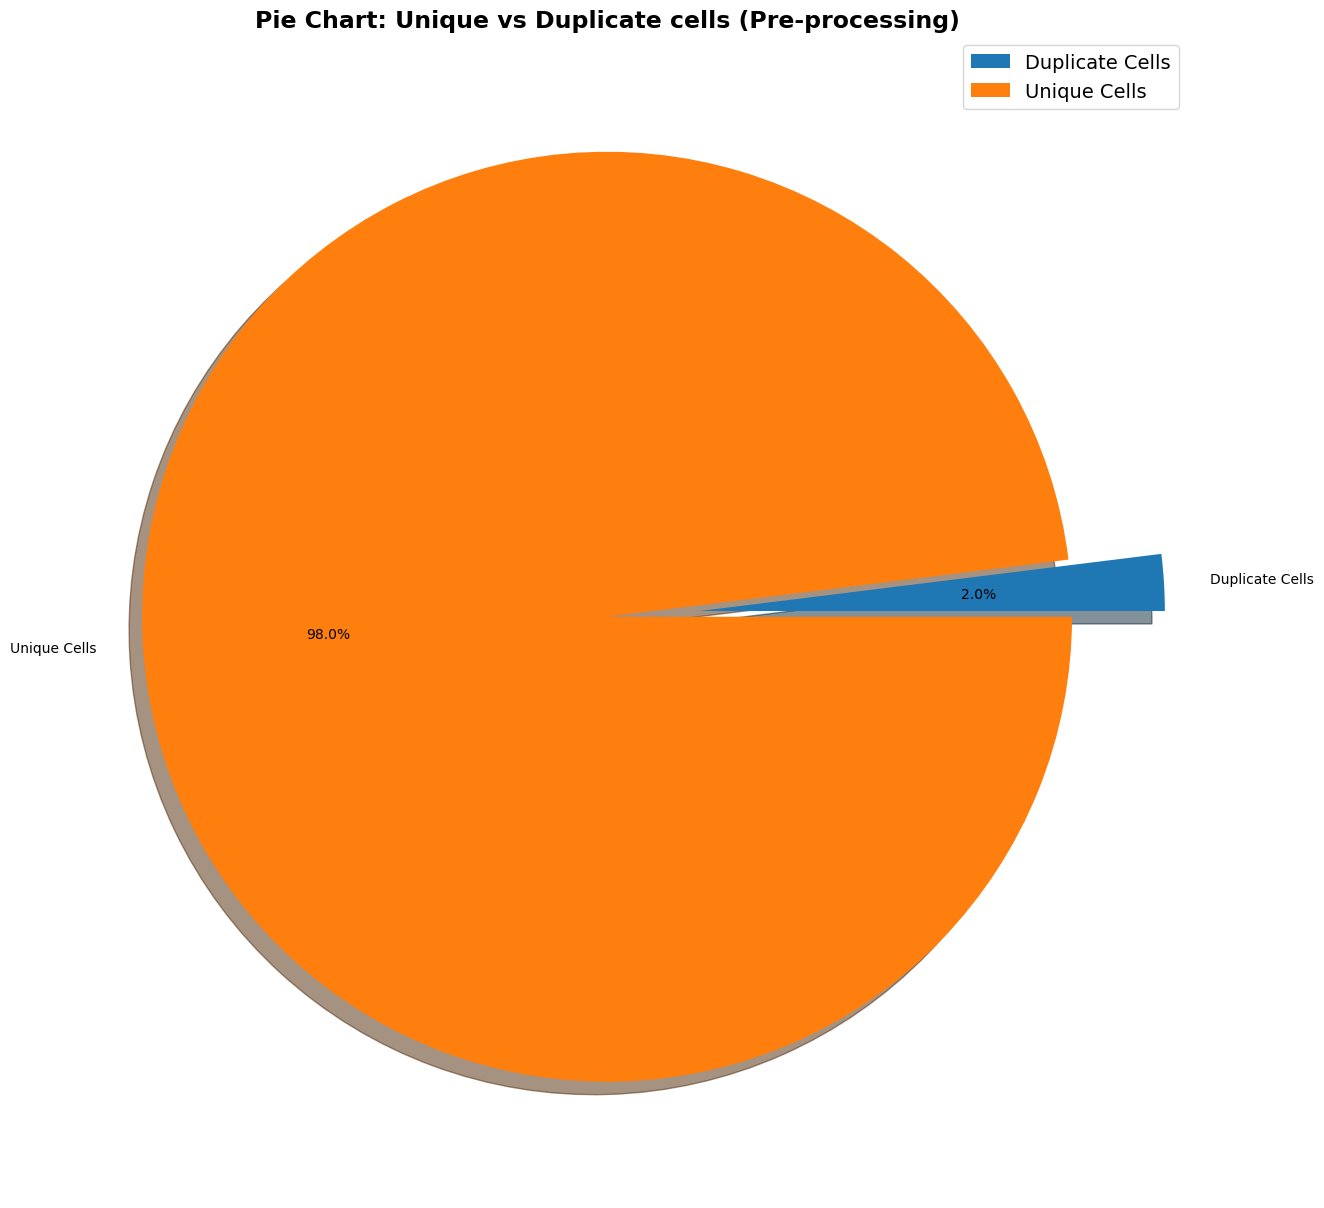 Pie Chart: Unique vs Duplicate cells (Pre-processing)
Duplicate Cells
Unique Cells
Duplicate Cells
2.0%
98.0%
Unique Cells